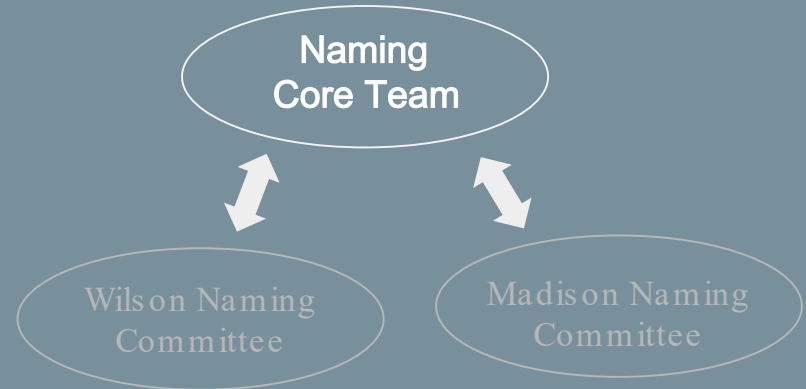 Naming
Core Team
Wilson Naming
Committee
Madison Naming
Committee